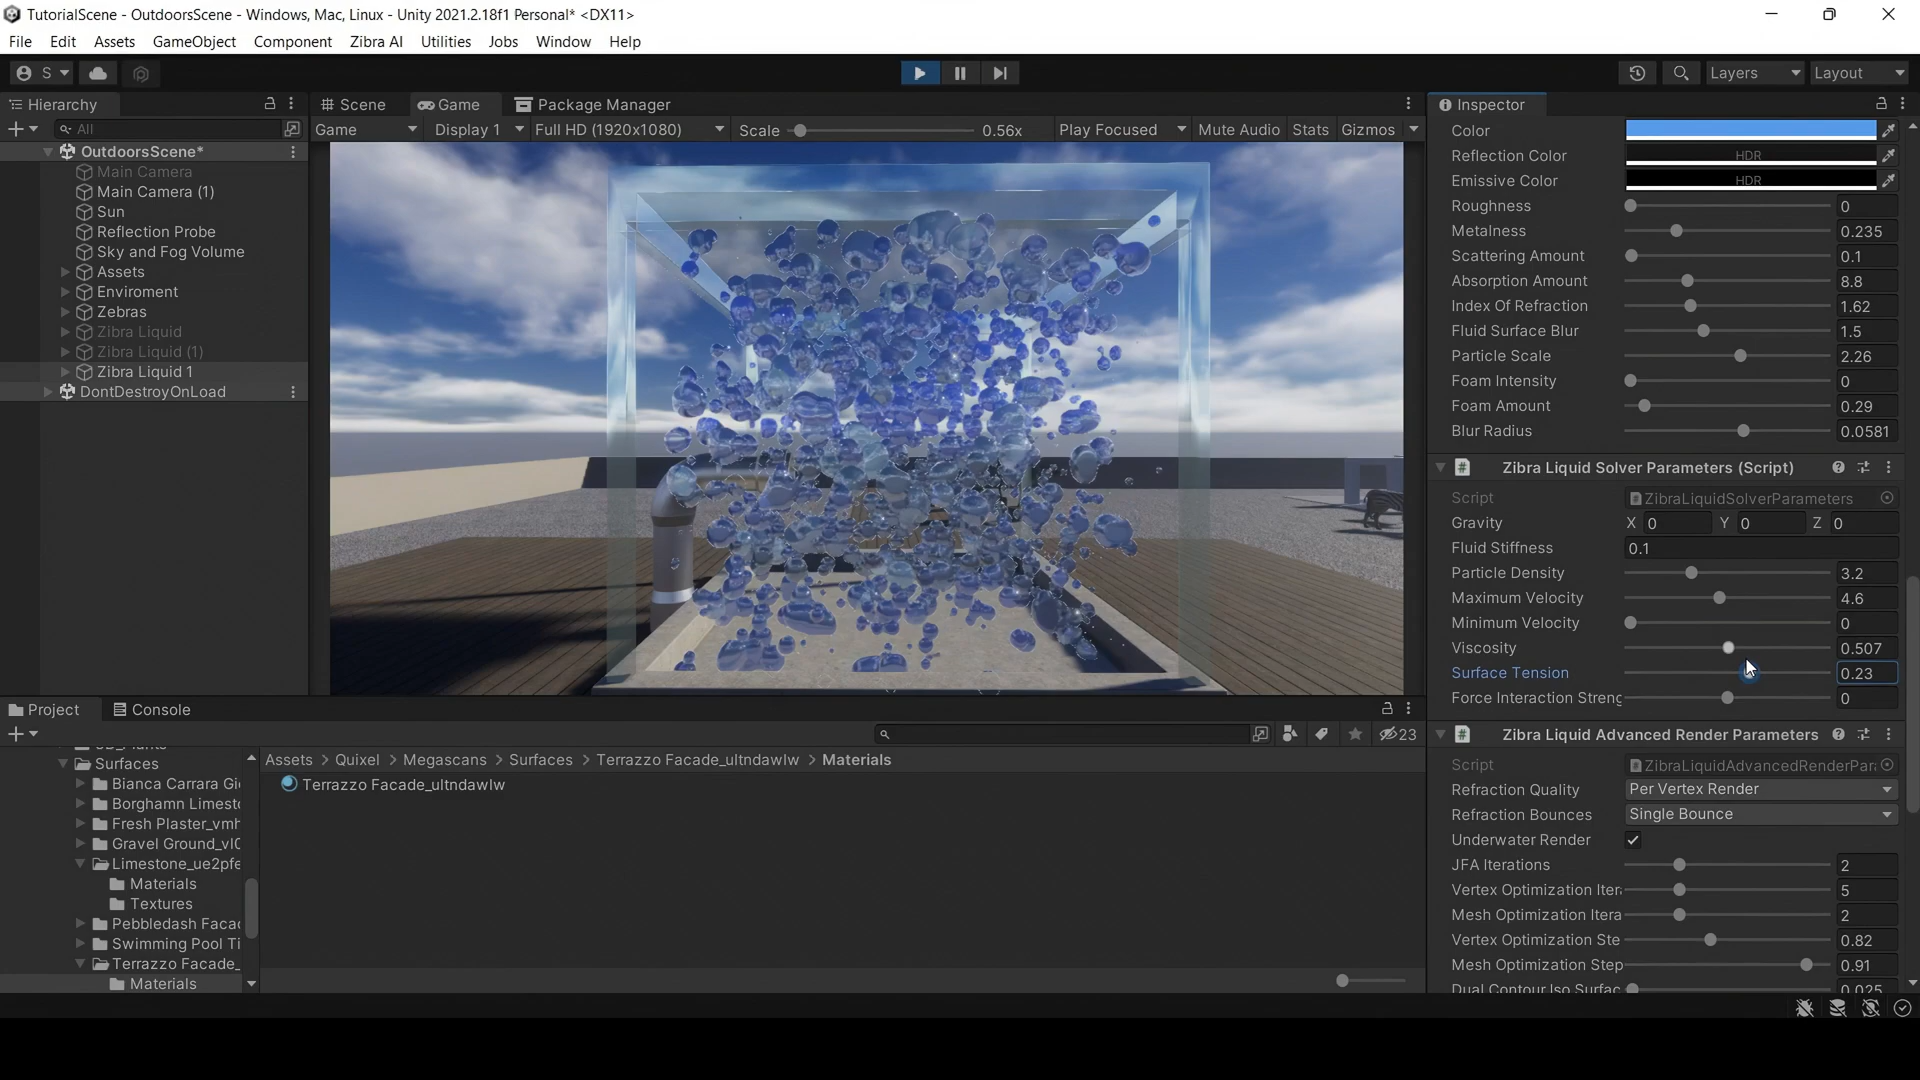 TutorialScene - OutdoorsScene - Windows, Mac, Linux - Unity 2021.2.18f1 Personal* <DX11>
File Edit Assets GameObject Component Zibra AI Utilities Jobs Window Help
S Layers Layout
Hierarchy
All
OutdoorsScene*
Main Camera
Main Camera (1)
Sun
Reflection Probe
Sky and Fog Volume
Assets
Enviroment
Zebras
Zibra Liquid
Zibra Liquid (1)
Zibra Liquid 1
DontDestroyOnLoad
Scene Game Package Manager
Game Display 1 Full HD (1920x1080) Scale 0.56x Play Focused Mute Audio Stats Gizmos
Inspector
Color
Reflection Color HDR
Emissive Color HDR
Roughness 0
Metalness 0.235
Scattering Amount 0.1
Absorption Amount 8.8
Index Of Refraction 1.62
Fluid Surface Blur 1.5
Particle Scale 2.26
Foam Intensity 0
Foam Amount 0.29
Blur Radius 0.0581
Zibra Liquid Solver Parameters (Script)
Script ZibraLiquidSolverParameters
Gravity X 0 Y 0 Z 0
Fluid Stiffness 0.1
Particle Density 3.2
Maximum Velocity 4.6
Minimum Velocity 0
Viscosity 0.507
Surface Tension 0.23
Force Interaction Streng 0
Zibra Liquid Advanced Render Parameters
Script ZibraLiquidAdvancedRenderPar
Refraction Quality Per Vertex Render
Refraction Bounces Single Bounce
Underwater Render
JFA Iterations 2
Vertex Optimization Iter 5
Mesh Optimization Itera 2
Vertex Optimization Ste 0.82
Mesh Optimization Step 0.91
Dual Contour Iso Surfac 0.025
Project Console
23
Surfaces
Bianca Carrara Gi
Borghamn Limest
Fresh Plaster_vm
Gravel Ground_vl
Limestone_ue2pfe
Materials
Textures
Pebbledash Faca
Swimming Pool Ti
Terrazzo Facade_
Materials
Assets > Quixel > Megascans > Surfaces > Terrazzo Facade_ultndawlw > Materials
Terrazzo Facade_ultndawlw